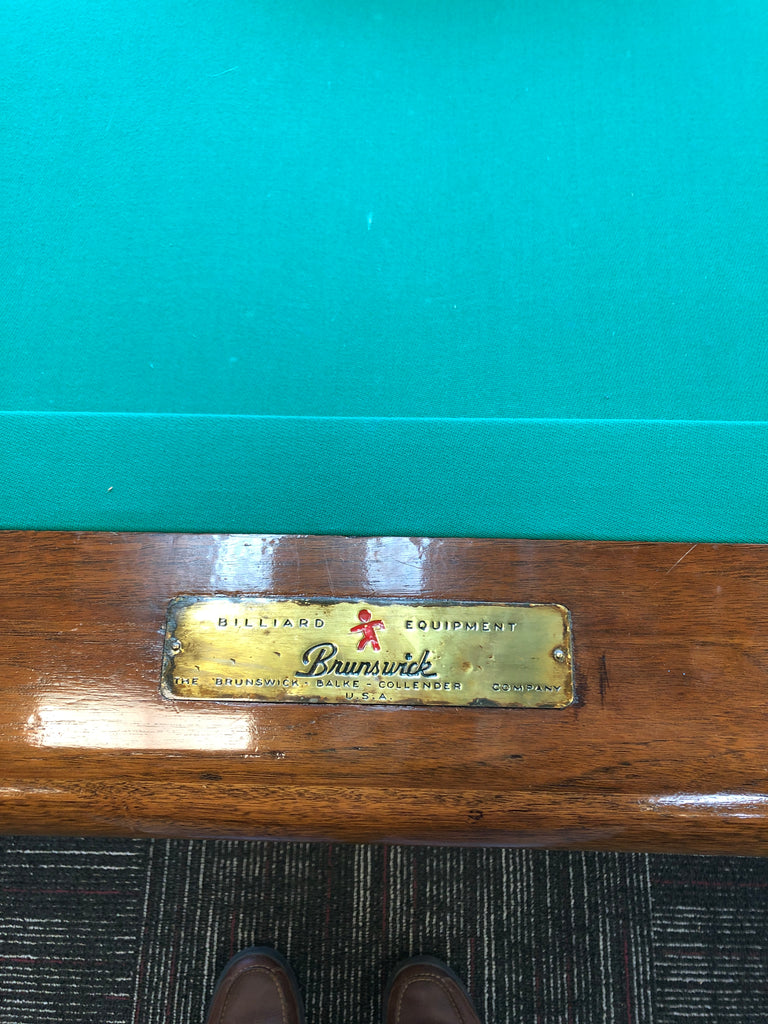 BILLIARD EQUIPMENT
Brunswick
THE BRUNSWICK - BALKE - COLLENDER COMPANY
U.S.A.